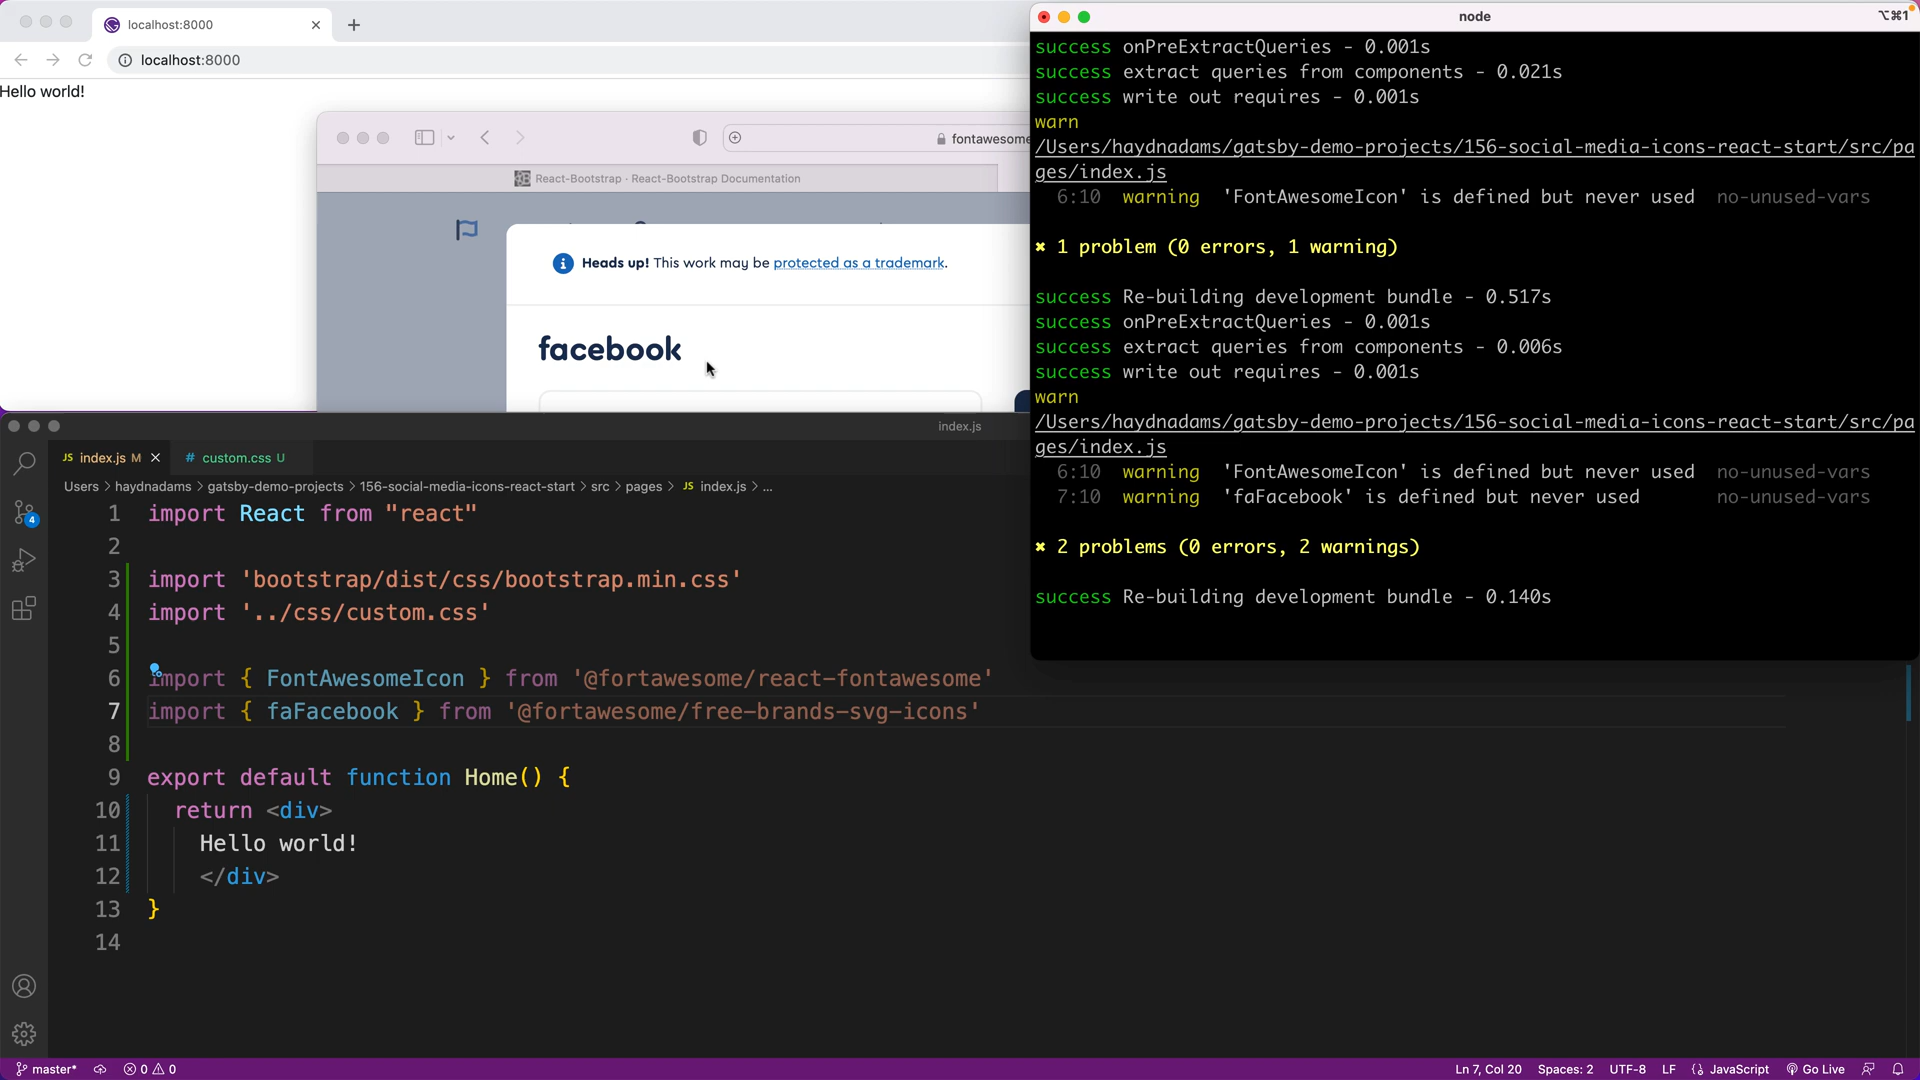 localhost:8000
localhost:8000
Hello world!
fontawesome
React-Bootstrap · React-Bootstrap Documentation
Heads up! This work may be protected as a trademark.
facebook
node
⌥⌘1
success onPreExtractQueries - 0.001s
success extract queries from components - 0.021s
success write out requires - 0.001s
warn
/Users/haydnadams/gatsby-demo-projects/156-social-media-icons-react-start/src/pa
ges/index.js
6:10 warning 'FontAwesomeIcon' is defined but never used no-unused-vars
✖ 1 problem (0 errors, 1 warning)
success Re-building development bundle - 0.517s
success onPreExtractQueries - 0.001s
success extract queries from components - 0.006s
success write out requires - 0.001s
warn
/Users/haydnadams/gatsby-demo-projects/156-social-media-icons-react-start/src/pa
ges/index.js
6:10 warning 'FontAwesomeIcon' is defined but never used no-unused-vars
7:10 warning 'faFacebook' is defined but never used no-unused-vars
✖ 2 problems (0 errors, 2 warnings)
success Re-building development bundle - 0.140s
index.js
JS index.js M
# custom.css U
Users > haydnadams > gatsby-demo-projects > 156-social-media-icons-react-start > src > pages > JS index.js > ...
4
1 import React from "react"
2
3 import 'bootstrap/dist/css/bootstrap.min.css'
4 import '../css/custom.css'
5
6 import { FontAwesomeIcon } from '@fortawesome/react-fontawesome'
7 import { faFacebook } from '@fortawesome/free-brands-svg-icons'
8
9 export default function Home() {
10 return <div>
11 Hello world!
12 </div>
13 }
14
master* 0 0
Ln 7, Col 20 Spaces: 2 UTF-8 LF {} JavaScript Go Live